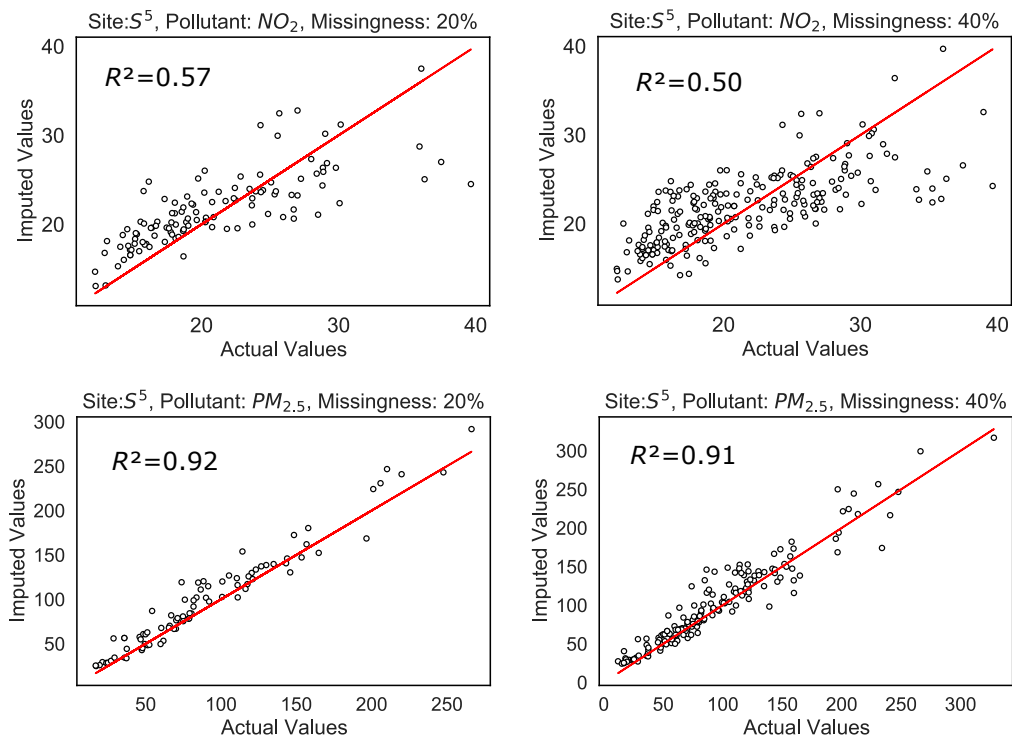 Site:S⁵, Pollutant: NO₂, Missingness: 20%
R²=0.57
Imputed Values
40
30
20
20
30
40
Actual Values
Site:S⁵, Pollutant: NO₂, Missingness: 40%
R²=0.50
Imputed Values
40
30
20
20
30
40
Actual Values
Site:S⁵, Pollutant: PM₂.₅, Missingness: 20%
R²=0.92
Imputed Values
300
250
200
150
100
50
50
100
150
200
250
Actual Values
Site:S⁵, Pollutant: PM₂.₅, Missingness: 40%
R²=0.91
Imputed Values
300
250
200
150
100
50
0
0
50
100
150
200
250
300
Actual Values